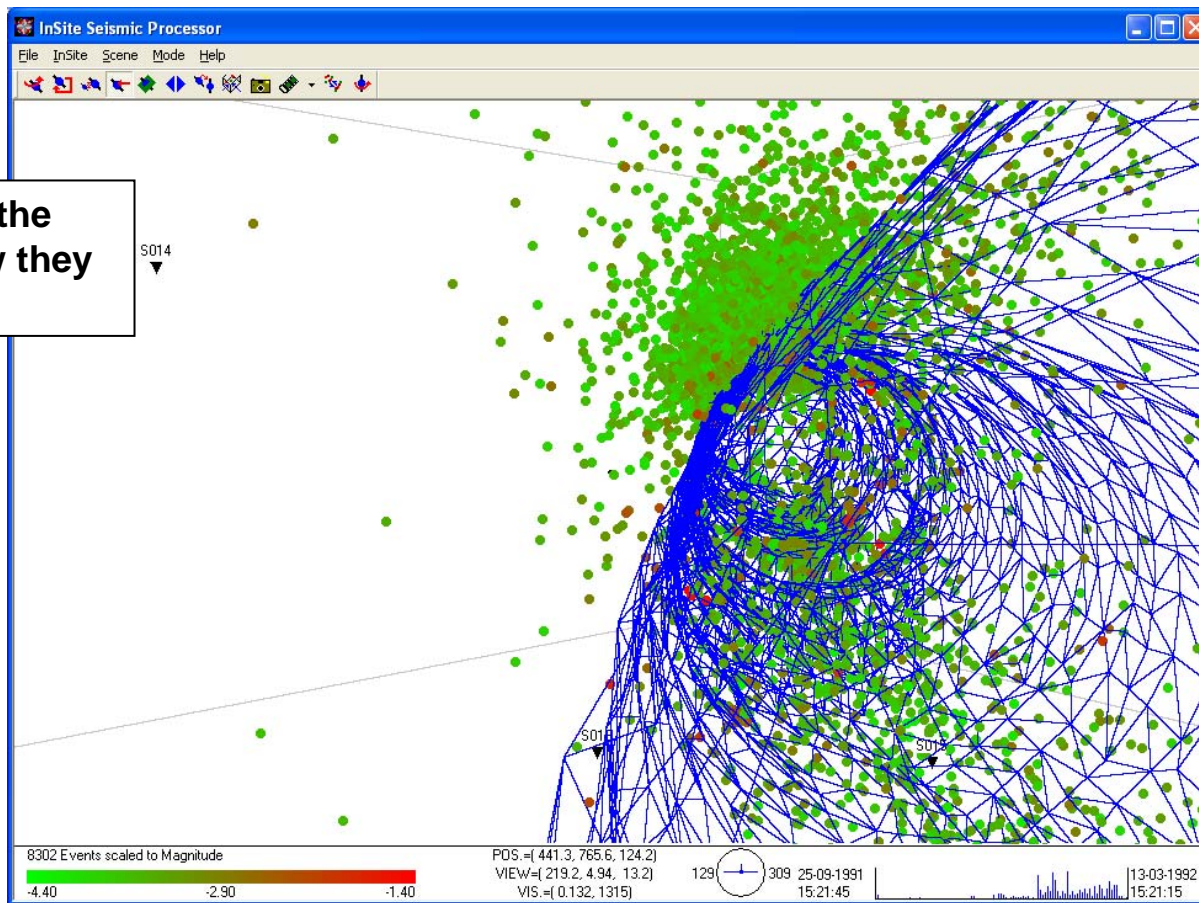 InSite Seismic Processor
File InSite Scene Mode Help
the
they
S014
8302 Events scaled to Magnitude
-4.40 -2.90 -1.40
POS.=( 441.3, 765.6, 124.2)
VIEW=( 219.2, 4.94, 13.2)
VIS.=( 0.132, 1315)
129 309
25-09-1991
15:21:45
13-03-1992
15:21:15